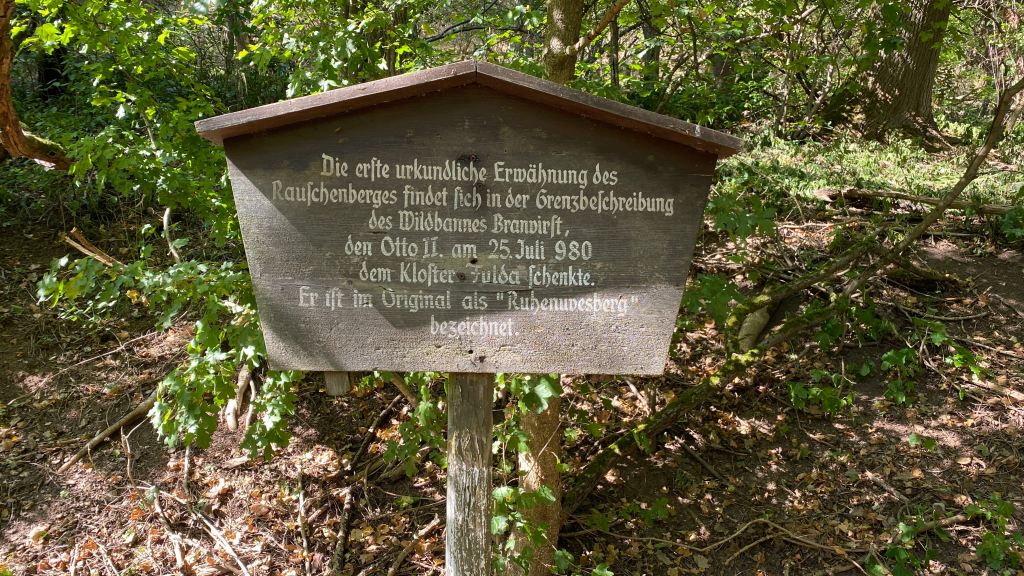 Die erste urkundliche Erwähnung des
Rauschenberges findet sich in der Grenzbeschreibung
des Wildbannes Branvirst,
den Otto II. am 25. Juli 980
dem Kloster Fulda schenkte.
Er ist im Original als "Ruhenuvesberg"
bezeichnet.